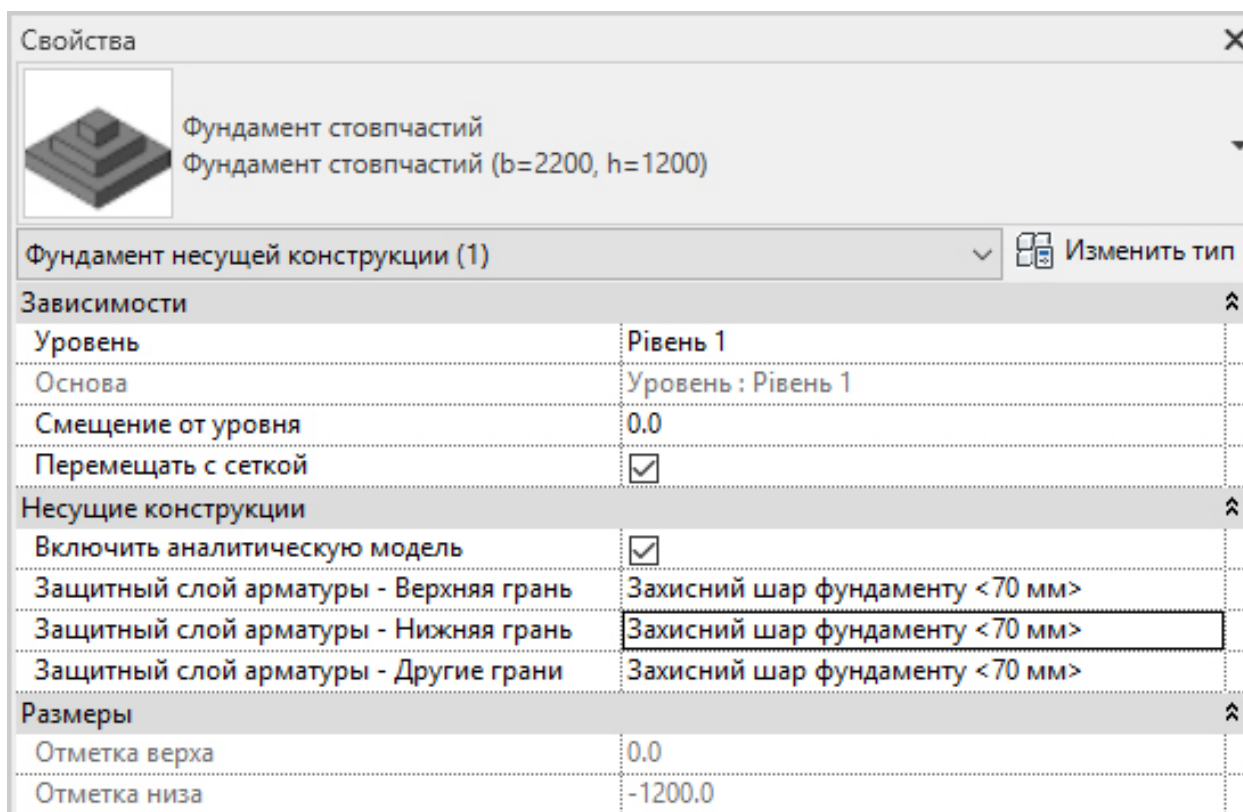 Свойства
Фундамент стовпчастий
Фундамент стовпчастий (b=2200, h=1200)
Фундамент несущей конструкции (1) Изменить тип
Зависимости
Уровень Рівень 1
Основа Уровень : Рівень 1
Смещение от уровня 0.0
Перемещать с сеткой
Несущие конструкции
Включить аналитическую модель
Защитный слой арматуры - Верхняя грань Захисний шар фундаменту <70 мм>
Защитный слой арматуры - Нижняя грань Захисний шар фундаменту <70 мм>
Защитный слой арматуры - Другие грани Захисний шар фундаменту <70 мм>
Размеры
Отметка верха 0.0
Отметка низа -1200.0